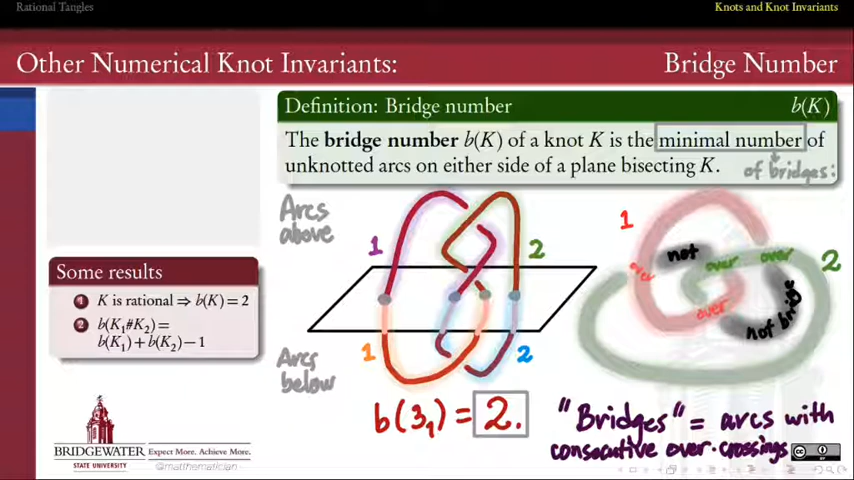 Rational Tangles
Knots and Knot Invariants
Other Numerical Knot Invariants:
Bridge Number
Definition: Bridge number
b(K)
The bridge number b(K) of a knot K is the minimal number of
unknotted arcs on either side of a plane bisecting K.
of bridges:
Arcs
above
1
2
Arcs
below
1
2
b(3₁) = 2.
1
2
not
over
over
over
over
not bridge
"Bridges" = arcs with
consecutive over-crossings
Some results
1 K is rational ⇒ b(K) = 2
2 b(K₁#K₂) =
b(K₁) + b(K₂) − 1
BRIDGEWATER
STATE UNIVERSITY
Expect More. Achieve More.
@matthematician
CC
BY